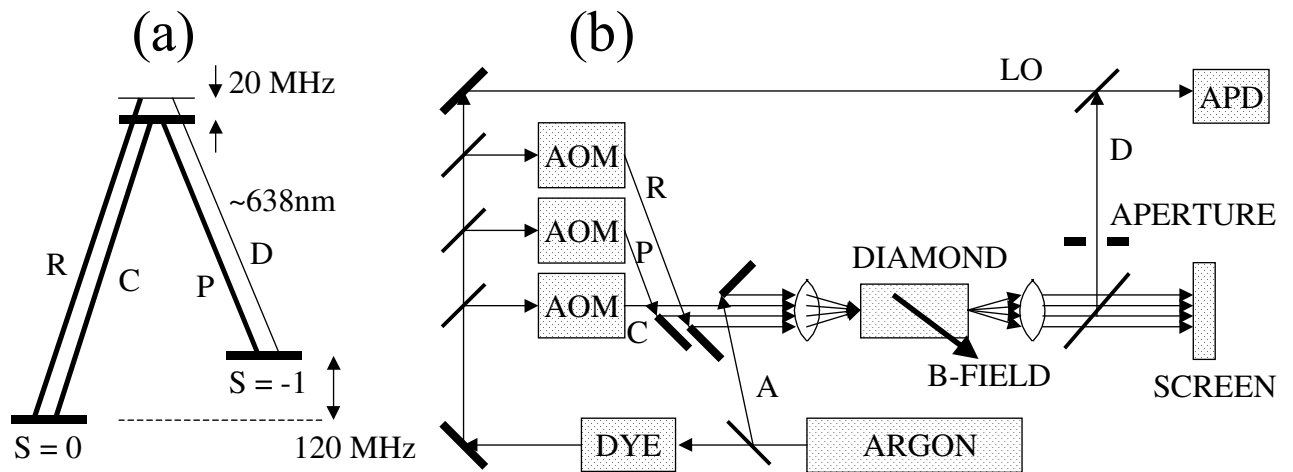 (a)
20 MHz
~638nm
R
C
P
D
S = -1
S = 0
120 MHz
(b)
LO
APD
AOM
R
D
APERTURE
AOM
P
DIAMOND
AOM
C
B-FIELD
SCREEN
A
DYE
ARGON